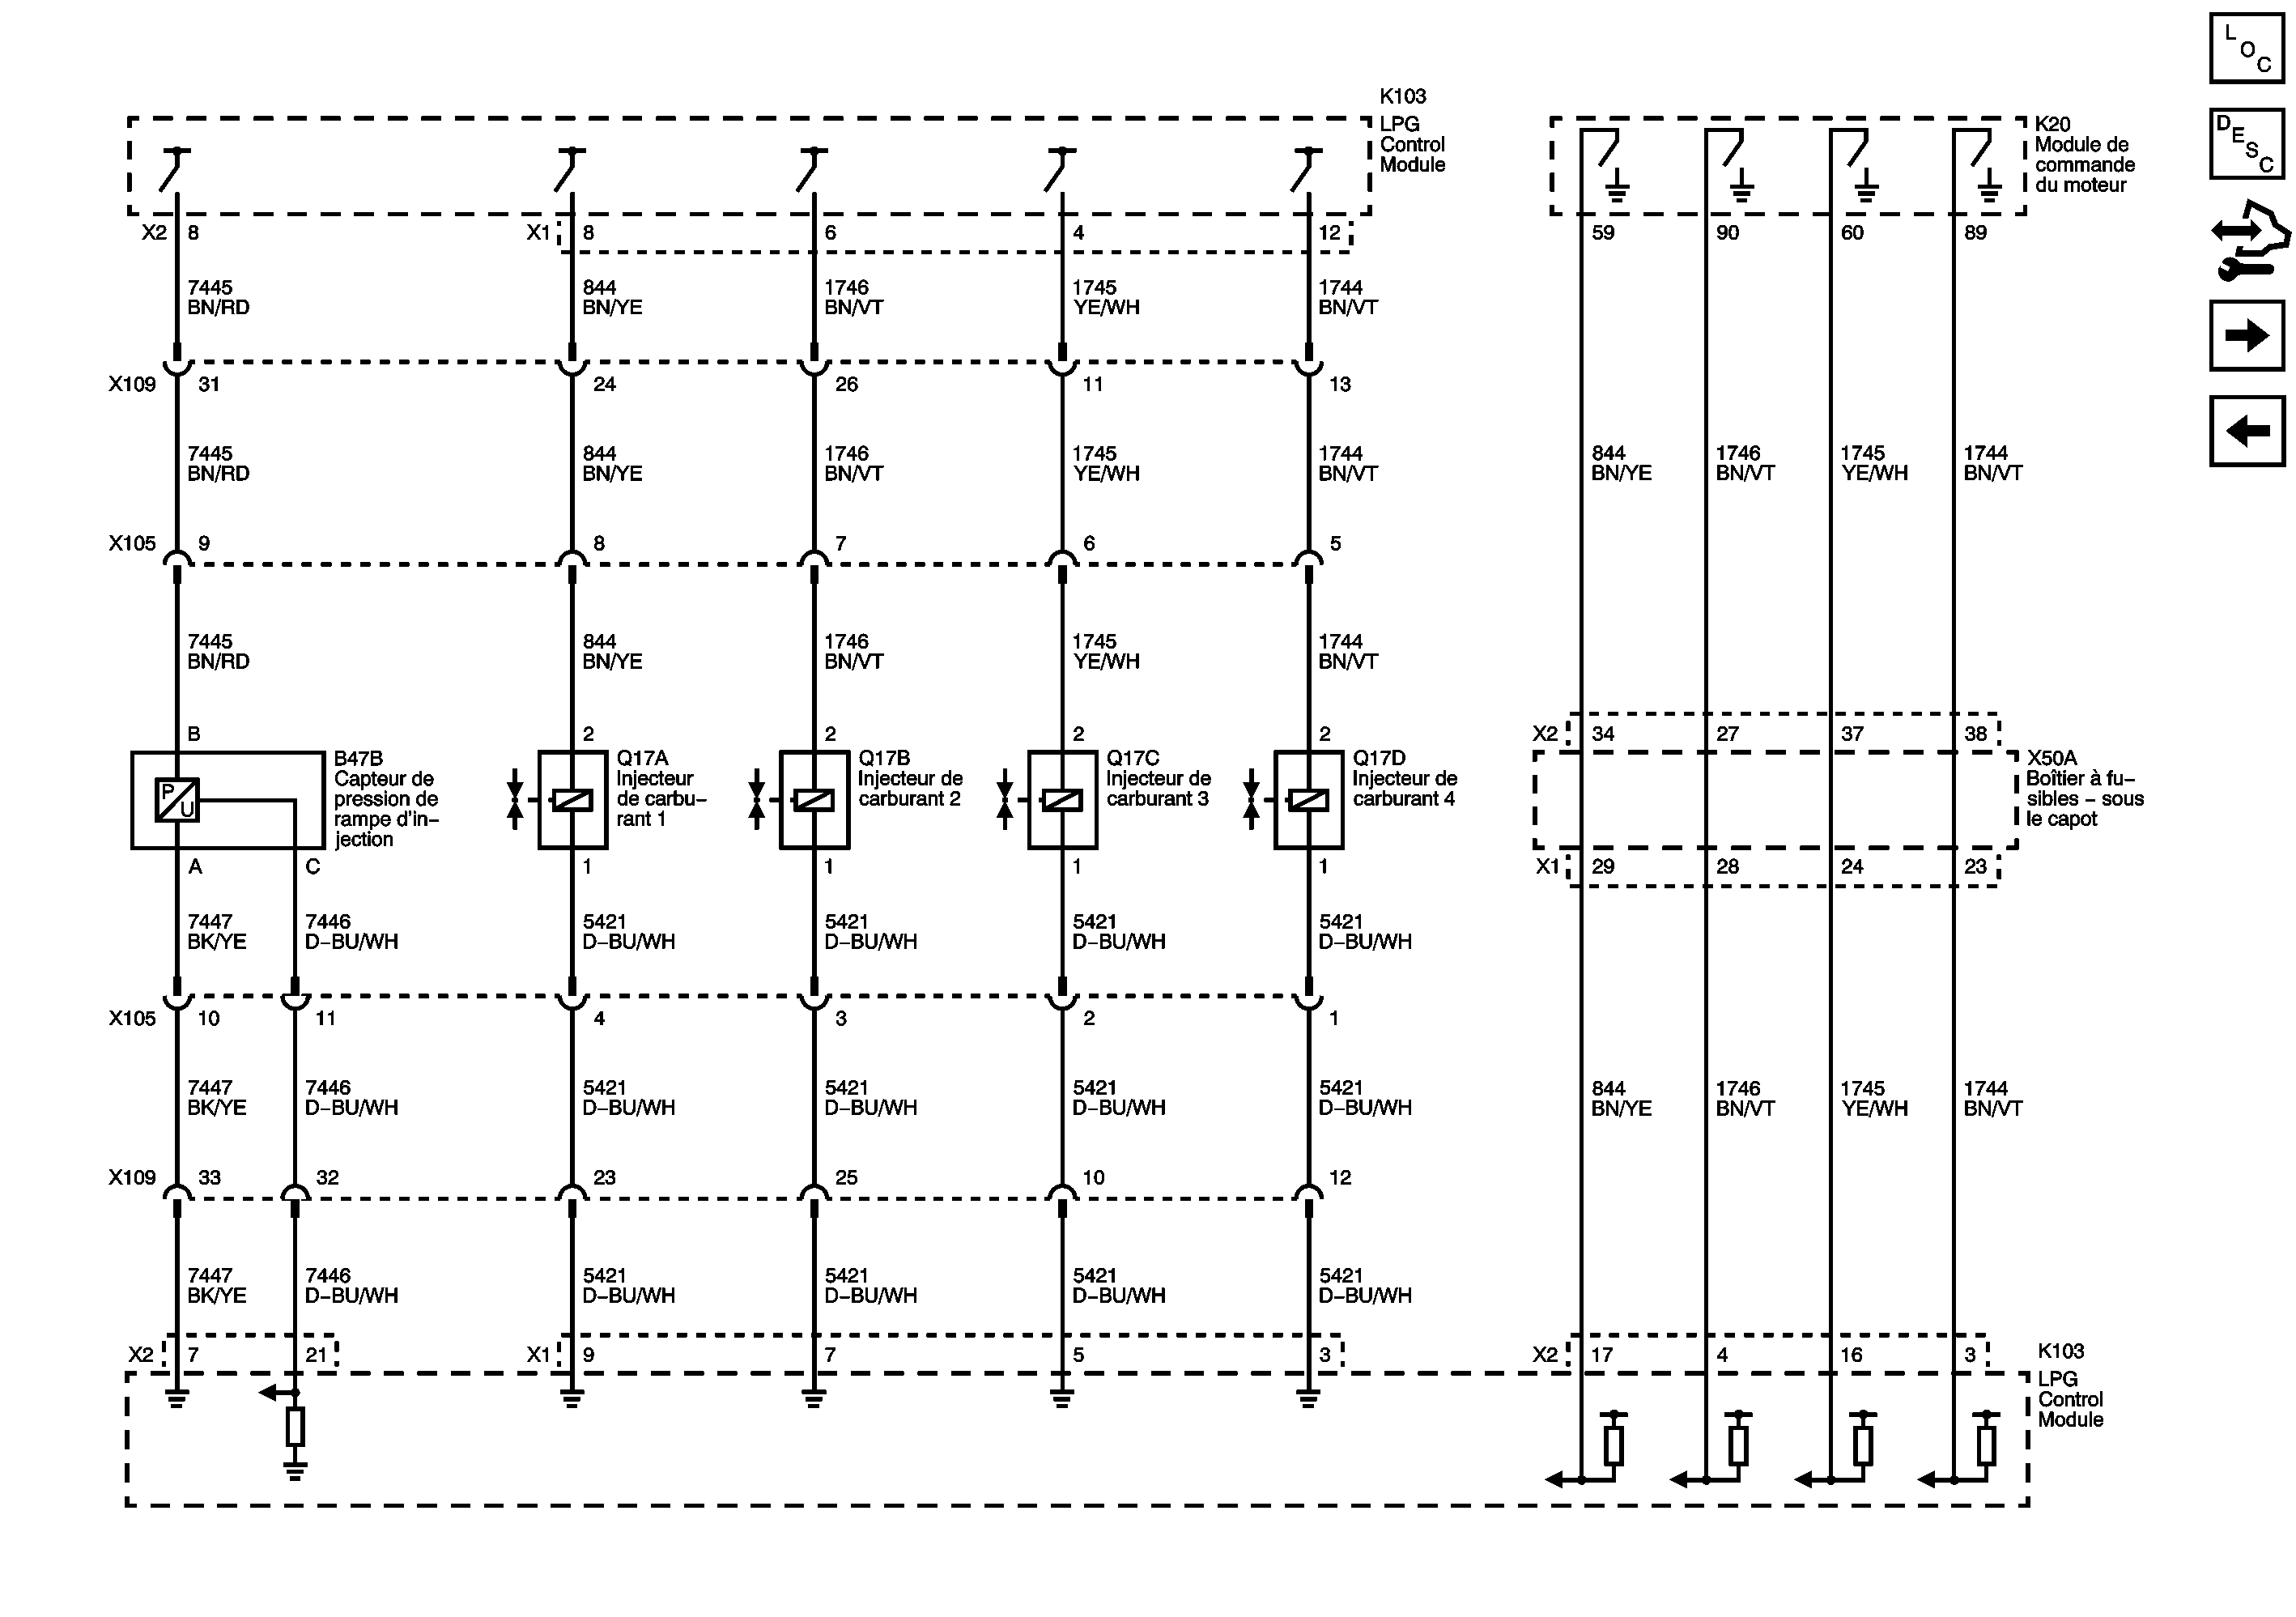 L
O
C
K103
LPG
Control
Module
K20
Module de
commande
du moteur
D
E
S
C
X2 8 X1 8 6 4 12 59 90 60 89
7445 844 1746 1745 1744
BN/RD BN/YE BN/VT YE/WH BN/VT
X109 31 24 26 11 13
7445 844 1746 1745 1744 844 1746 1745 1744
BN/RD BN/YE BN/VT YE/WH BN/VT BN/YE BN/VT YE/WH BN/VT
X105 9 8 7 6 5
7445 844 1746 1745 1744
BN/RD BN/YE BN/VT YE/WH BN/VT
B 2 2 2 2 X2 34 27 37 38
P
U
B47B
Capteur de
pression de
rampe d'in-
jection
Q17A
Injecteur
de carbu-
rant 1
Q17B
Injecteur de
carburant 2
Q17C
Injecteur de
carburant 3
Q17D
Injecteur de
carburant 4
X50A
Boîtier à fu-
sibles - sous
le capot
A C 1 1 1 1 X1 29 28 24 23
7447 7446 5421 5421 5421 5421
BK/YE D-BU/WH D-BU/WH D-BU/WH D-BU/WH D-BU/WH
X105 10 11 4 3 2 1
7447 7446 5421 5421 5421 5421 844 1746 1745 1744
BK/YE D-BU/WH D-BU/WH D-BU/WH D-BU/WH D-BU/WH BN/YE BN/VT YE/WH BN/VT
X109 33 32 23 25 10 12
7447 7446 5421 5421 5421 5421
BK/YE D-BU/WH D-BU/WH D-BU/WH D-BU/WH D-BU/WH
X2 7 21 X1 9 7 5 3 X2 17 4 16 3
K103
LPG
Control
Module